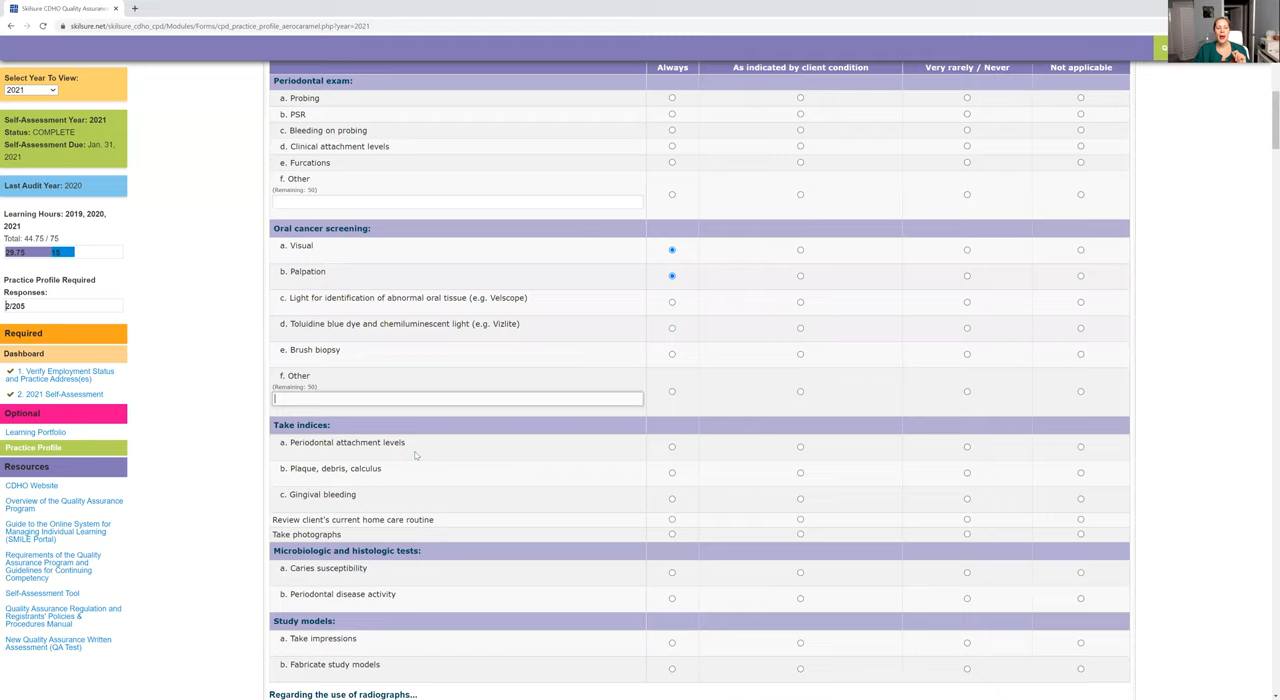 Skilsure CDHO Quality Assurance
skilsure.net/skilsure_cdho_cpd/Modules/Forms/cpd_practice_profile_aerocaramel.php?year=2021
Select Year To View:
2021
Self-Assessment Year: 2021
Status: COMPLETE
Self-Assessment Due: Jan. 31,
2021
Last Audit Year: 2020
Learning Hours: 2019, 2020,
2021
Total: 44.75 / 75
29.75 15
Practice Profile Required
Responses:
2/205
Required
Dashboard
1. Verify Employment Status
and Practice Address(es)
2. 2021 Self-Assessment
Optional
Learning Portfolio
Practice Profile
Resources
CDHO Website
Overview of the Quality Assurance
Program
Guide to the Online System for
Managing Individual Learning
(SMILE Portal)
Requirements of the Quality
Assurance Program and
Guidelines for Continuing
Competency
Self-Assessment Tool
Quality Assurance Regulation and
Registrants' Policies &
Procedures Manual
New Quality Assurance Written
Assessment (QA Test)
Always As indicated by client condition Very rarely / Never Not applicable
Periodontal exam:
a. Probing
b. PSR
c. Bleeding on probing
d. Clinical attachment levels
e. Furcations
f. Other
(Remaining: 50)
Oral cancer screening:
a. Visual
b. Palpation
c. Light for identification of abnormal oral tissue (e.g. Velscope)
d. Toluidine blue dye and chemiluminescent light (e.g. Vizlite)
e. Brush biopsy
f. Other
(Remaining: 50)
Take indices:
a. Periodontal attachment levels
b. Plaque, debris, calculus
c. Gingival bleeding
Review client's current home care routine
Take photographs
Microbiologic and histologic tests:
a. Caries susceptibility
b. Periodontal disease activity
Study models:
a. Take impressions
b. Fabricate study models
Regarding the use of radiographs...